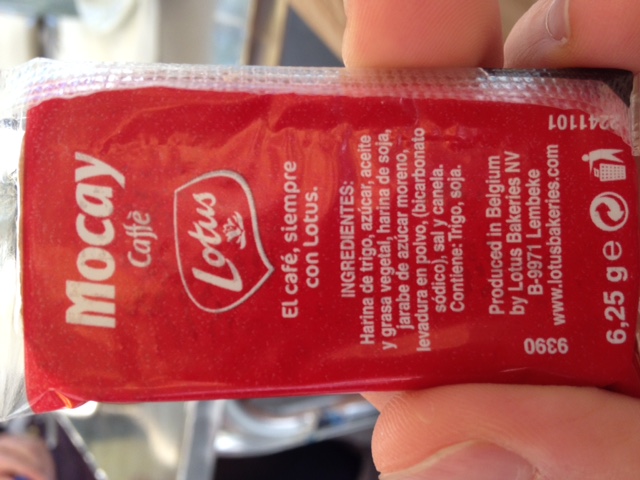 Mocay
Caffè
Lotus
El café, siempre
con Lotus.
INGREDIENTES:
Harina de trigo, azúcar, aceite
y grasa vegetal, harina de soja,
jarabe de azúcar moreno,
levadura en polvo, (bicarbonato
sódico), sal y canela.
Contiene: Trigo, soja.
Produced in Belgium
by Lotus Bakeries NV
B-9971 Lembeke
www.lotusbakeries.com
9390
2241101
6,25 g e